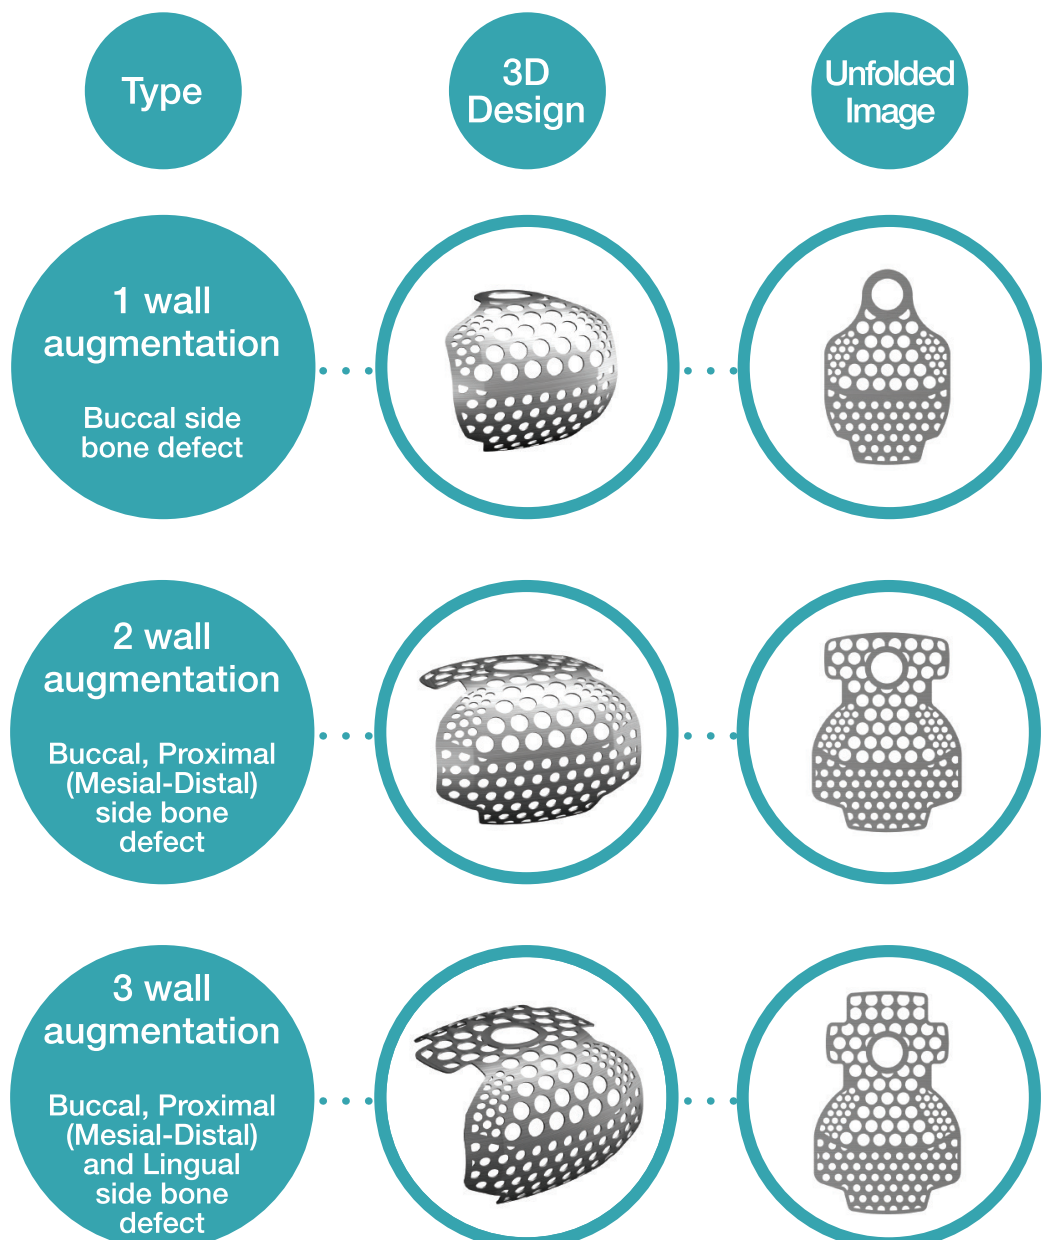 Type
3D
Design
Unfolded
Image
1 wall
augmentation
Buccal side
bone defect
2 wall
augmentation
Buccal, Proximal
(Mesial-Distal)
side bone
defect
3 wall
augmentation
Buccal, Proximal
(Mesial-Distal)
and Lingual
side bone
defect